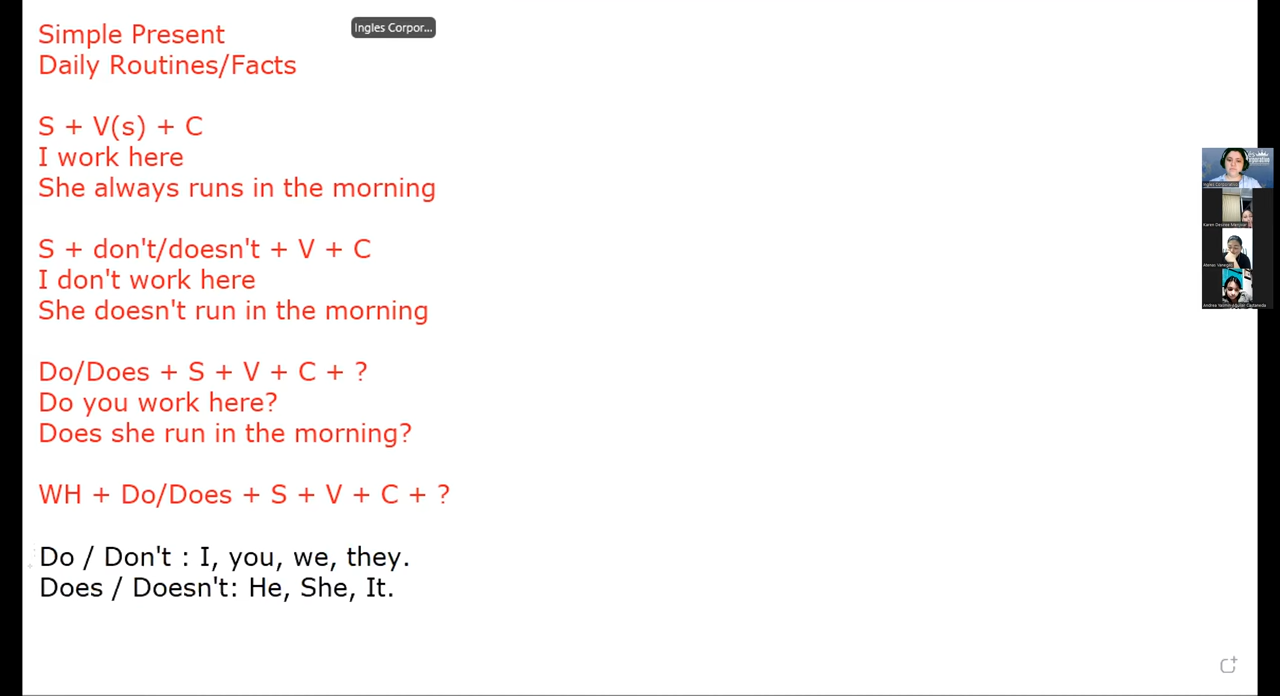 Simple Present
Ingles Corpor...
Daily Routines/Facts
S + V(s) + C
I work here
She always runs in the morning
S + don't/doesn't + V + C
I don't work here
She doesn't run in the morning
Do/Does + S + V + C + ?
Do you work here?
Does she run in the morning?
WH + Do/Does + S + V + C + ?
Do / Don't : I, you, we, they.
Does / Doesn't: He, She, It.
Ingles Corporativo